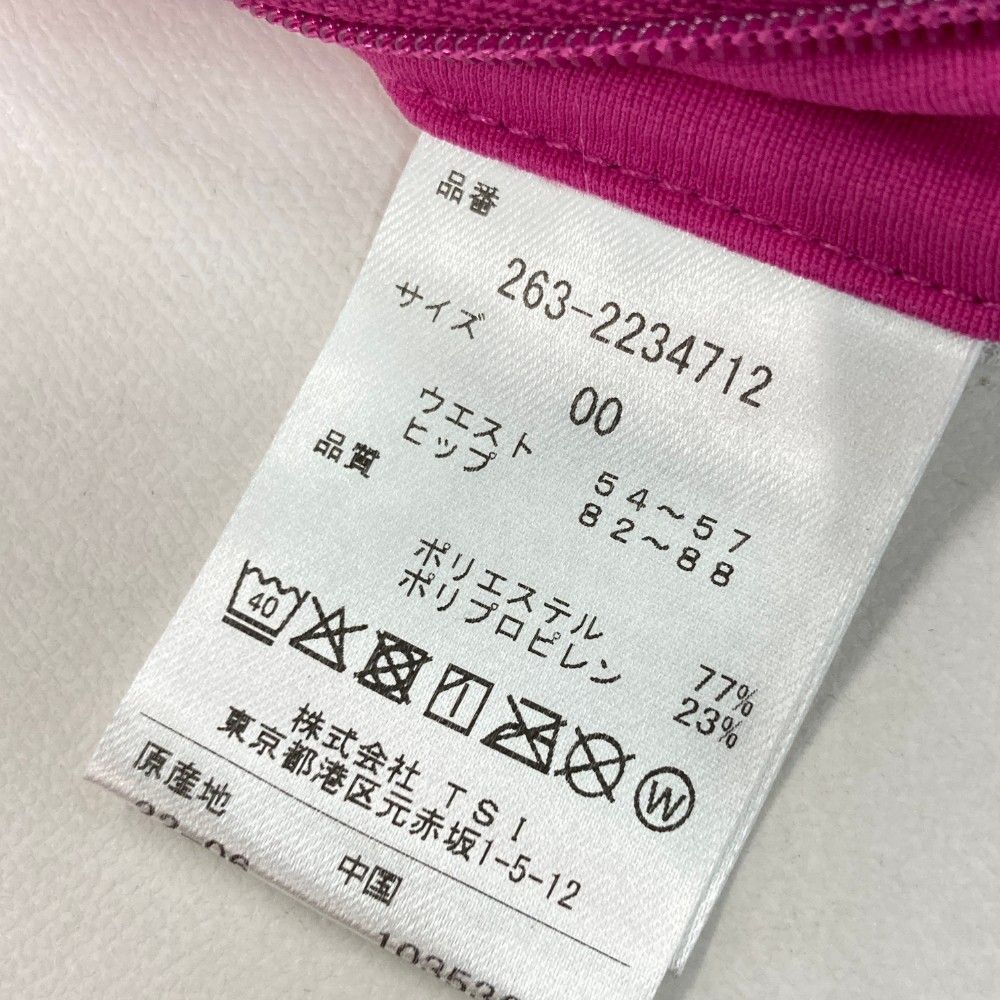 品番
263-2234712
サイズ
00
ウエスト 54～57
ヒップ 82～88
品質
ポリエステル 77%
ポリプロピレン 23%
40
W
株式会社 TSI
東京都港区元赤坂1-5-12
原産地
中国